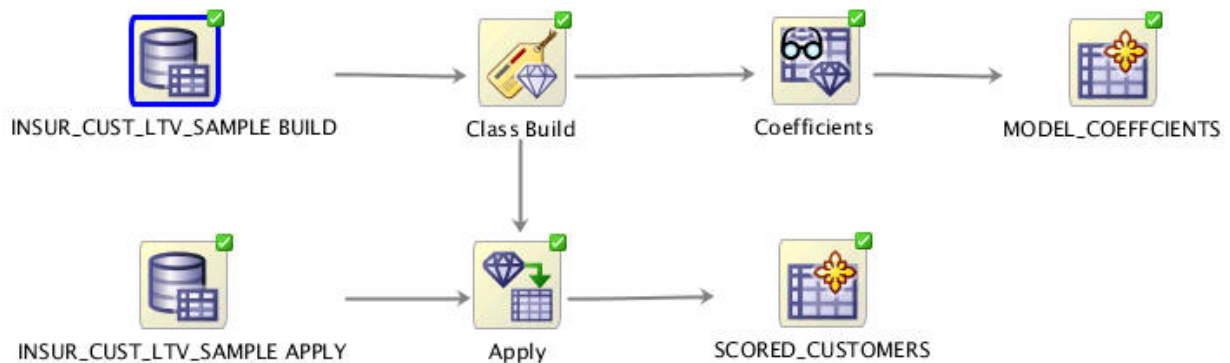 INSUR_CUST_LTV_SAMPLE BUILD
Class Build
Coefficients
MODEL_COEFFCIENTS
INSUR_CUST_LTV_SAMPLE APPLY
Apply
SCORED_CUSTOMERS